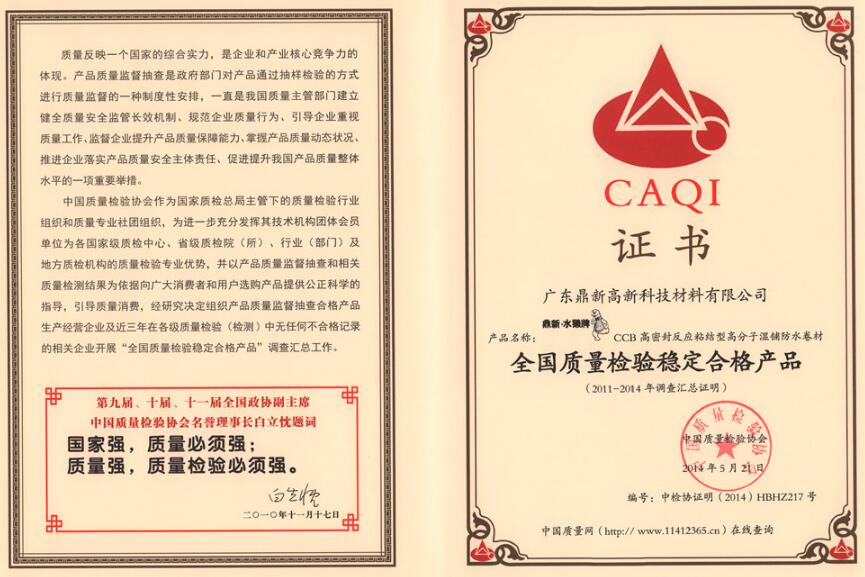 质量反映一个国家的综合实力，是企业和产业核心竞争力的
体现。产品质量监督抽查是政府部门对产品通过抽样检验的方式
进行质量监督的一种制度性安排，一直是我国质量主管部门建立
健全质量安全监管长效机制、规范企业质量行为、引导企业重视
质量工作、监督企业提升产品质量保障能力、掌握产品质量动态状况、
推进企业落实产品质量安全主体责任、促进提升我国产品质量整体
水平的一项重要举措。
中国质量检验协会作为国家质检总局主管下的质量检验行业
组织和质量专业社团组织，为进一步充分发挥其技术机构团体会员
单位为各国家级质检中心、省级质检院（所）、行业（部门）及
地方质检机构的质量检验专业优势，并以产品质量监督抽查和相关
质量检测结果为依据向广大消费者和用户选购产品提供公正科学的
指导，引导质量消费，经研究决定组织产品质量监督抽查合格产品
生产经营企业及近三年在各级质量检验（检测）中无任何不合格记录
的相关企业开展“全国质量检验稳定合格产品”调查汇总工作。
第九届、十届、十一届全国政协副主席
中国质量检验协会名誉理事长白立忱题词
国家强，质量必须强；
质量强，质量检验必须强。
白立忱
二〇一〇年十一月十七日
CAQI
证书
广东鼎新高新科技材料有限公司
鼎新·水獭牌
产品名称：CCB 高密封反应粘结型高分子湿铺防水卷材
全国质量检验稳定合格产品
（2011-2014 年调查汇总证明）
中国质量检验协会
中国质量检验协会
2014 年 5 月 21 日
编号：中检协证明（2014）HBHZ217 号
中国质量网（http:// www.11412365.cn）在线查询